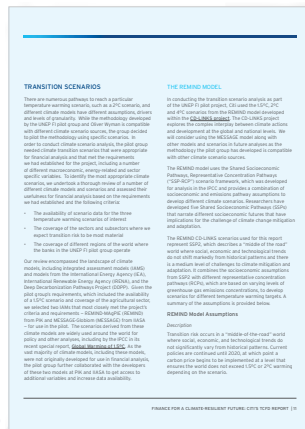 TRANSITION SCENARIOS
There are numerous pathways to reach a particular
temperature warming scenario, such as a 2°C scenario, and
different climate models have different assumptions, drivers
and levels of granularity. While the methodology developed
by the UNEP FI pilot group and Oliver Wyman is compatible
with different climate scenarios, the group decided
to pilot the methodology using specific scenarios. In
order to conduct climate scenario analysis, the pilot group
needed climate transition scenarios that were appropriate
for financial analysis and that met the requirements
we had established for the project, including a number
of different macroeconomic, energy-related and sector
specific variables. To identify the most appropriate climate
scenarios, we undertook a thorough review of a number of
different climate models and scenarios and assessed their
usefulness for financial analysis based on the requirements
we had established and the following criteria:
• The availability of scenario data for the three
temperature warming scenarios of interest
• The coverage of the sectors and subsectors where we
expect transition risk to be most material
• The coverage of different regions of the world where
the banks in the UNEP FI pilot group operate
Our review encompassed the landscape of climate
models, including integrated assessment models (IAMS)
and models from the International Energy Agency (IEA),
International Renewable Energy Agency (IRENA), and the
Deep Decarbonization Pathways Project (DDPP). Given the
pilot group's requirements, which included the availability
of a 1.5°C scenario and coverage of the agricultural sector,
we selected two IAMs that most closely met the project's
criteria and requirements – REMIND-MAgPIE (REMIND)
from PIK and MESSAGE-Globiom (MESSAGE) from IIASA
– for use in the pilot. The scenarios derived from these
climate models are widely used around the world for
policy and other analyses, including by the IPCC in its
recent special report, Global Warming of 1.5°C. As the
vast majority of climate models, including these models,
were not originally developed for use in financial analysis,
the pilot group further collaborated with the developers
of these two models at PIK and IIASA to get access to
additional variables and increase data availability.
THE REMIND MODEL
In conducting the transition scenario analysis as part
of the UNEP FI pilot project, Citi used the 1.5°C, 2°C
and 4°C scenarios from the REMIND model developed
within the CD-LINKS project. The CD-LINKS project
explores the complex interplay between climate actions
and development at the global and national levels. We
will consider using the MESSAGE model along with
other models and scenarios in future analyses as the
methodology the pilot group has developed is compatible
with other climate scenario sources.
The REMIND model uses the Shared Socioeconomic
Pathways, Representative Concentration Pathways
("SSP-RCP") scenario framework, which was developed
for analysis by the IPCC and provides a combination of
socioeconomic and emissions pathway assumptions to
develop different climate scenarios. Researchers have
developed five Shared Socioeconomic Pathways (SSPs)
that narrate different socioeconomic futures that have
implications for the challenge of climate change mitigation
and adaptation.
The REMIND CD-LINKS scenarios used for this report
represent SSP2, which describes a "middle of the road"
world where social, economic and technological trends
do not shift markedly from historical patterns and there
is a medium level of challenges to climate mitigation and
adaptation. It combines the socioeconomic assumptions
from SSP2 with different representative concentration
pathways (RCPs), which are based on varying levels of
greenhouse gas emissions concentrations, to develop
scenarios for different temperature warming targets. A
summary of the assumptions is provided below.
REMIND Model Assumptions
Description
Transition risk occurs in a "middle-of-the-road" world
where social, economic, and technological trends do
not significantly vary from historical patterns. Current
policies are continued until 2020, at which point a
carbon price begins to be implemented at a level that
ensures the world does not exceed 1.5°C or 2°C warming
depending on the scenario.
FINANCE FOR A CLIMATE-RESILIENT FUTURE: CITI'S TCFD REPORT | 11